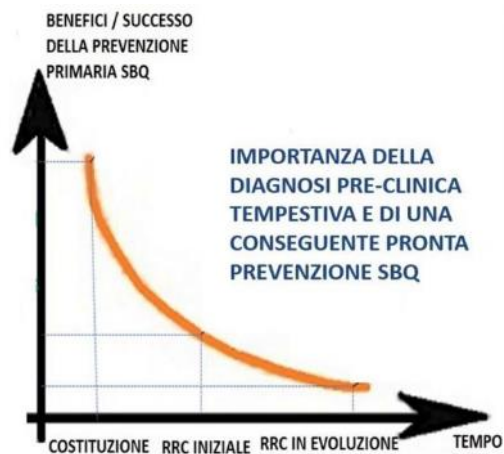 BENEFICI / SUCCESSO
DELLA PREVENZIONE
PRIMARIA SBQ
IMPORTANZA DELLA
DIAGNOSI PRE-CLINICA
TEMPESTIVA E DI UNA
CONSEGUENTE PRONTA
PREVENZIONE SBQ
COSTITUZIONE RRC INIZIALE RRC IN EVOLUZIONE TEMPO